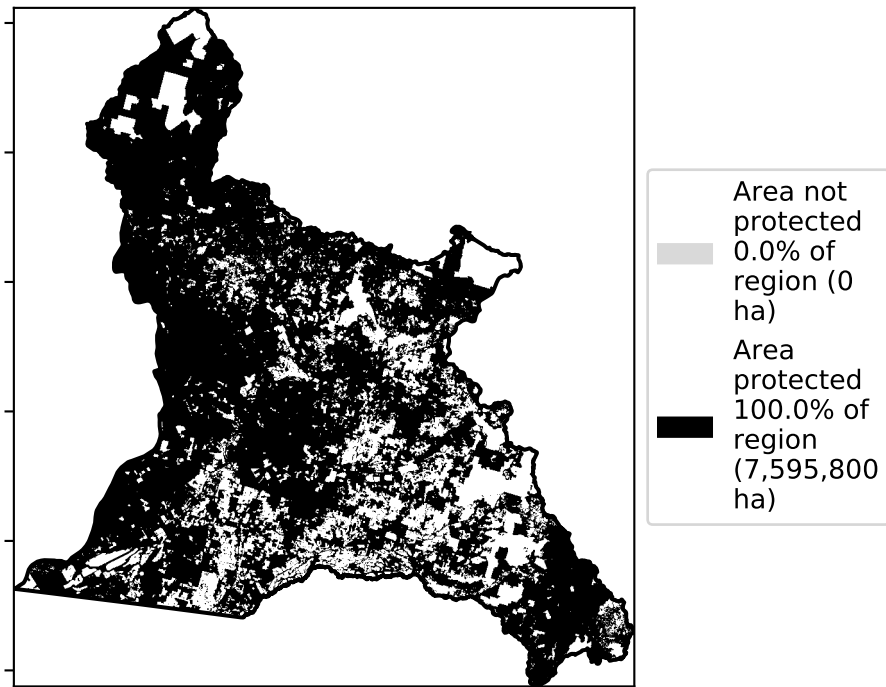 Area not
protected
0.0% of
region (0
ha)
Area
protected
100.0% of
region
(7,595,800
ha)